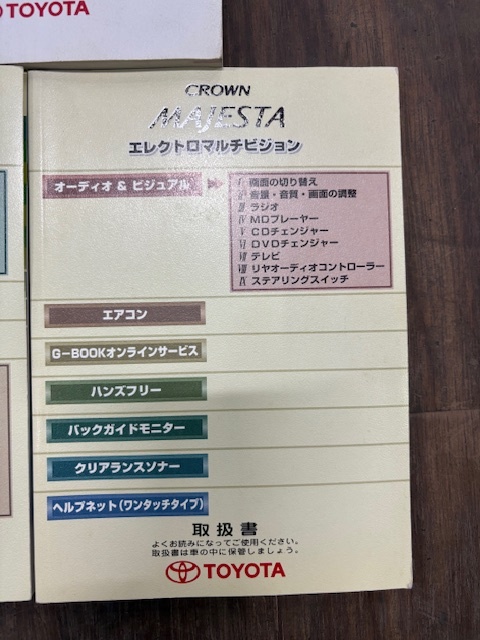 TOYOTA
CROWN
MAJESTA
エレクトロマルチビジョン
オーディオ & ビジュアル
I 画面の切り替え
II 音量・音質・画面の調整
III ラジオ
IV MDプレーヤー
V CDチェンジャー
VI DVDチェンジャー
VII テレビ
VIII リヤオーディオコントローラー
IX ステアリングスイッチ
エアコン
G-BOOKオンラインサービス
ハンズフリー
バックガイドモニター
クリアランスソナー
ヘルプネット(ワンタッチタイプ)
取扱書
よくお読みになってご使用ください。
取扱書は車の中に保管しましょう。
TOYOTA